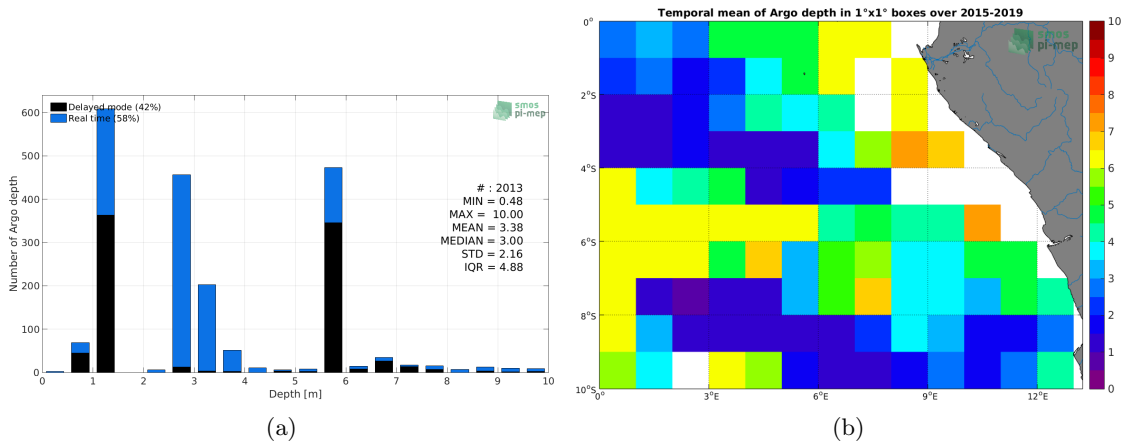 Temporal mean of Argo depth in 1°x1° boxes over 2015-2019
Delayed mode (42%)
Real time (58%)
smos
pi-mep
# : 2013
MIN = 0.48
MAX = 10.00
MEAN = 3.38
MEDIAN = 3.00
STD = 2.16
IQR = 4.88
Number of Argo depth
600
500
400
300
200
100
0
0 1 2 3 4 5 6 7 8 9 10
Depth [m]
(a)
smos
pi-mep
0°
2°S
4°S
6°S
8°S
10°S
0° 3°E 6°E 9°E 12°E
10
9
8
7
6
5
4
3
2
1
0
(b)